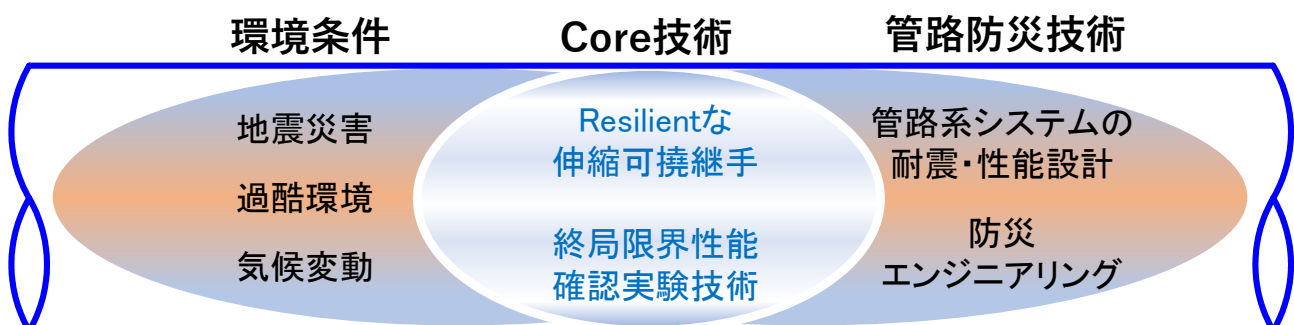 環境条件
Core技術
管路防災技術
地震災害
過酷環境
気候変動
Resilientな
伸縮可撓継手
終局限界性能
確認実験技術
管路系システムの
耐震・性能設計
防災
エンジニアリング